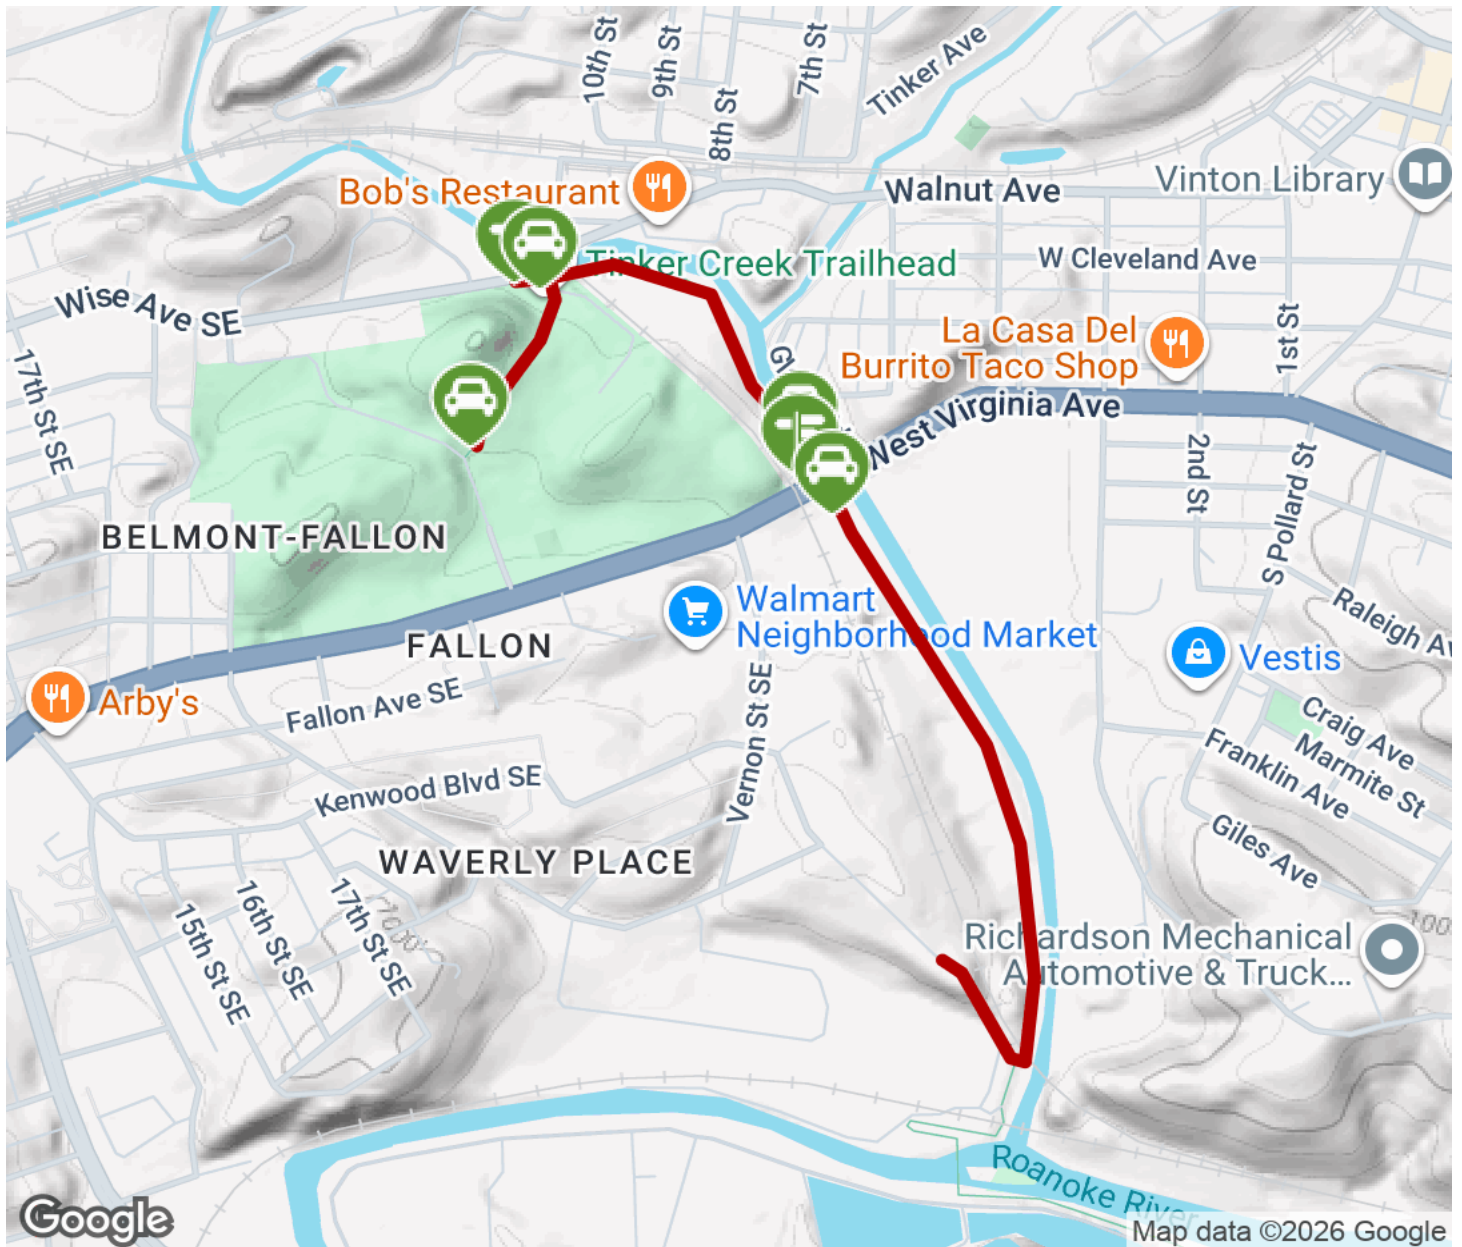 10th St
9th St
8th St
7th St
Tinker Ave
Bob's Restaurant
Walnut Ave
Vinton Library
Tinker Creek Trailhead
W Cleveland Ave
Wise Ave SE
La Casa Del
Burrito Taco Shop
1st St
17th St SE
West Virginia Ave
2nd St
S Pollard St
BELMONT-FALLON
Walmart
Neighborhood Market
Raleigh Av
FALLON
Vestis
Arby's
Fallon Ave SE
Vernon St SE
Craig Ave
Marmite St
Franklin Ave
Kenwood Blvd SE
Giles Ave
WAVERLY PLACE
15th St SE
16th St SE
17th St SE
1000'
Richardson Mechanical
Automotive & Truck...
100
Roanoke River
Google
Map data ©2026 Google